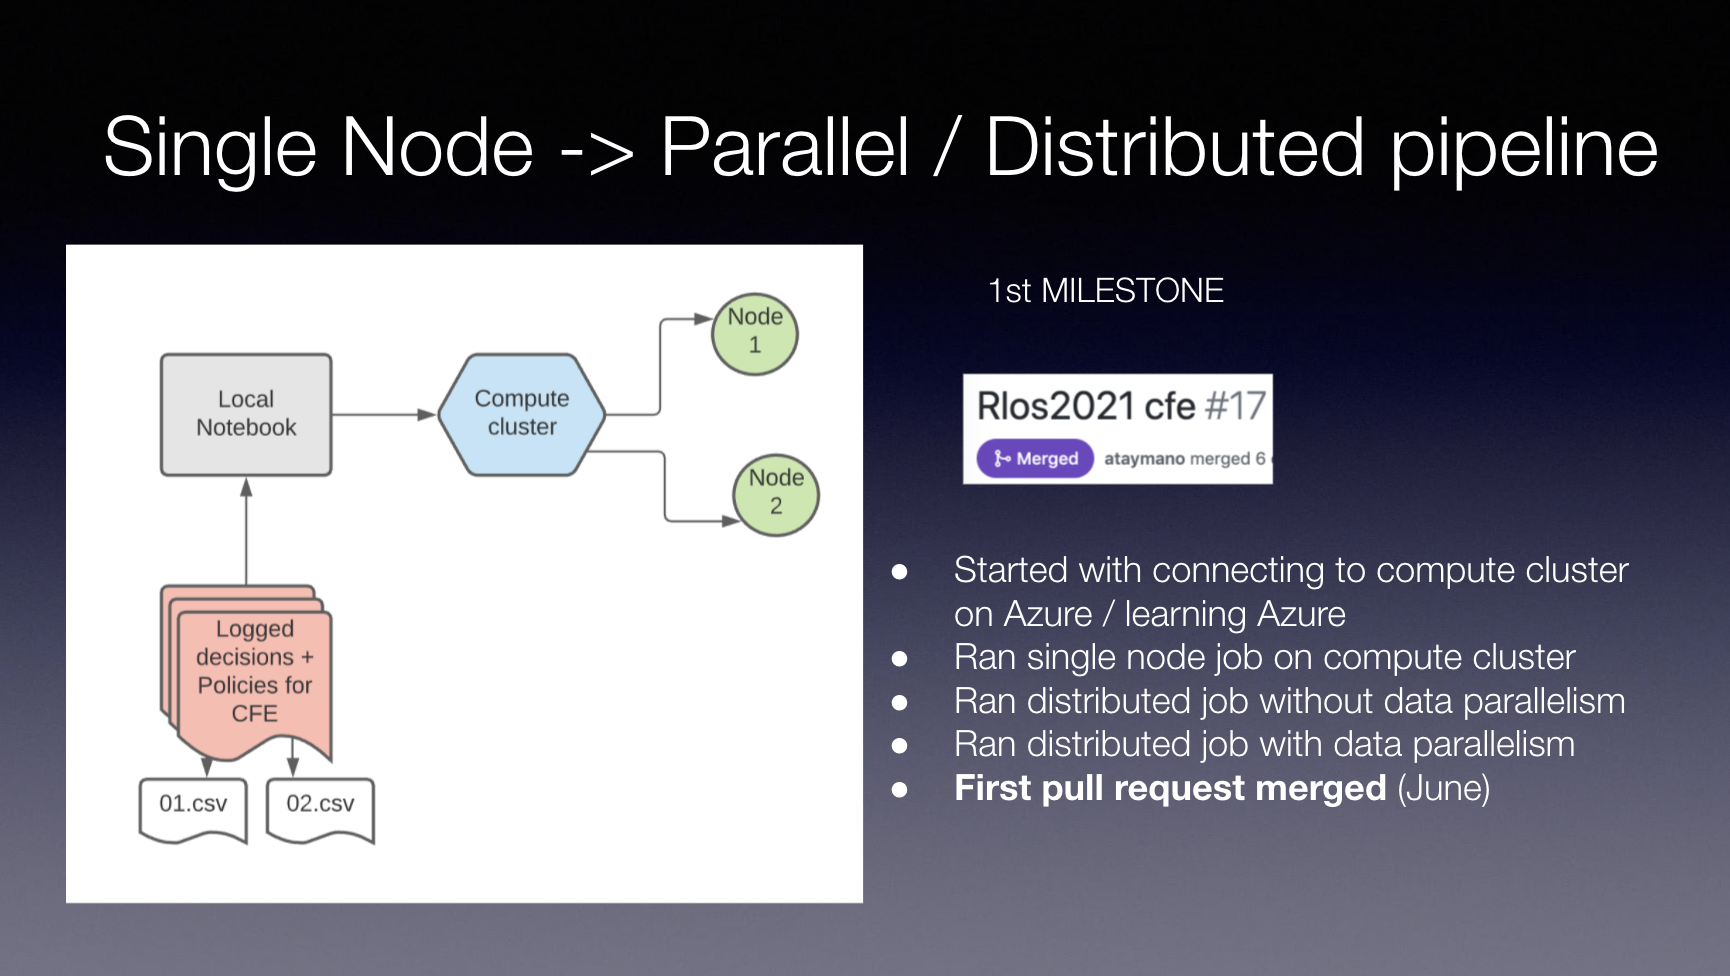 Single Node -> Parallel / Distributed pipeline
Local
Notebook
Compute
cluster
Node
1
Node
2
Logged
decisions +
Policies for
CFE
01.csv
02.csv
1st MILESTONE
Rlos2021 cfe #17
Merged ataymano merged 6
● Started with connecting to compute cluster
on Azure / learning Azure
● Ran single node job on compute cluster
● Ran distributed job without data parallelism
● Ran distributed job with data parallelism
● First pull request merged (June)